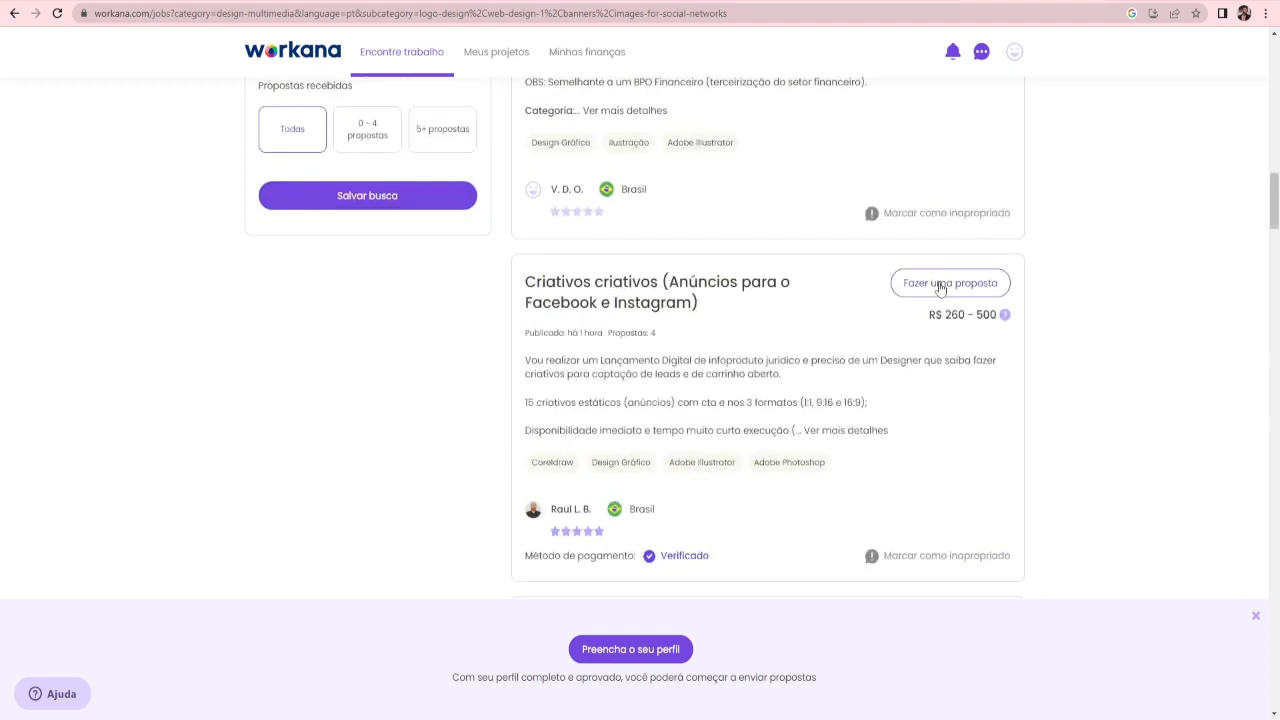 workana.com/jobs?category=design-multimedia&language=pt&subcategory=logo-design%2Cweb-design-1%2Cbanners%2Cimages-for-social-networks
workana
Encontre trabalho
Meus projetos
Minhas finanças
Propostas recebidas
Todas
0 - 4
propostas
5+ propostas
Salvar busca
OBS: Semelhante a um BPO Financeiro (terceirização do setor financeiro).
Categoria:... Ver mais detalhes
Design Gráfico
Ilustração
Adobe Illustrator
V. D. O.
Brasil
Marcar como inapropriado
Criativos criativos (Anúncios para o
Facebook e Instagram)
Fazer uma proposta
R$ 260 - 500 ?
Publicado: há 1 hora Propostas: 4
Vou realizar um Lançamento Digital de infoproduto jurídico e preciso de um Designer que saiba fazer
criativos para captação de leads e de carrinho aberto.
15 criativos estáticos (anúncios) com cta e nos 3 formatos (1:1, 9:16 e 16:9);
Disponibilidade imediata e tempo muito curto execução (... Ver mais detalhes
Coreldraw
Design Gráfico
Adobe Illustrator
Adobe Photoshop
Raul L. B.
Brasil
Método de pagamento: Verificado
Marcar como inapropriado
Preencha o seu perfil
Com seu perfil completo e aprovado, você poderá começar a enviar propostas
Ajuda